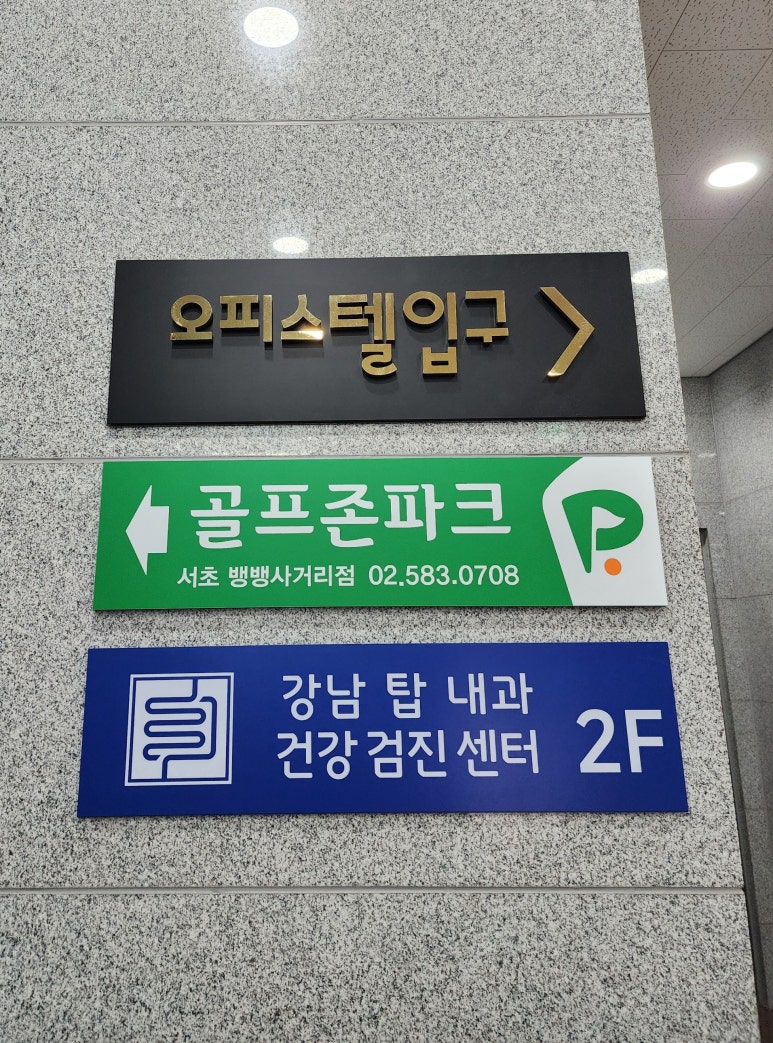 오피스텔입구
골프존파크
서초 뱅뱅사거리점 02.583.0708
강남 탑 내과
건강검진센터 2F